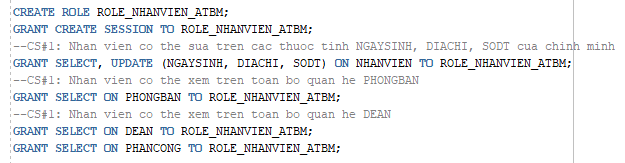 CREATE ROLE ROLE_NHANVIEN_ATBM;
GRANT CREATE SESSION TO ROLE_NHANVIEN_ATBM;
--CS#1: Nhan vien co the sua tren cac thuoc tinh NGAYSINH, DIACHI, SODT cua chinh minh
GRANT SELECT, UPDATE (NGAYSINH, DIACHI, SODT) ON NHANVIEN TO ROLE_NHANVIEN_ATBM;
--CS#1: Nhan vien co the xem tren toan bo quan he PHONGBAN
GRANT SELECT ON PHONGBAN TO ROLE_NHANVIEN_ATBM;
--CS#1: Nhan vien co the xem tren toan bo quan he DEAN
GRANT SELECT ON DEAN TO ROLE_NHANVIEN_ATBM;
GRANT SELECT ON PHANCONG TO ROLE_NHANVIEN_ATBM;